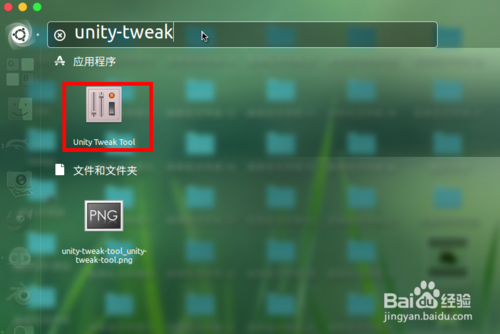 unity-tweak
应用程序
Unity Tweak Tool
文件和文件夹
PNG
unity-tweak-tool_unity-
tweak-tool.png
Baidu经验
jingyan.baidu.com